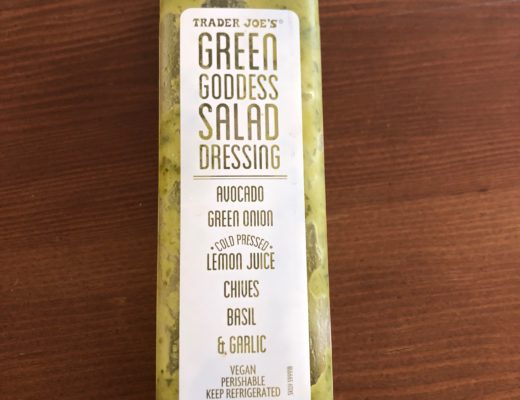 TRADER JOE'S®
GREEN
GODDESS
SALAD
DRESSING
AVOCADO
GREEN ONION
• COLD PRESSED •
LEMON JUICE
CHIVES
BASIL
& GARLIC
VEGAN
PERISHABLE
KEEP REFRIGERATED